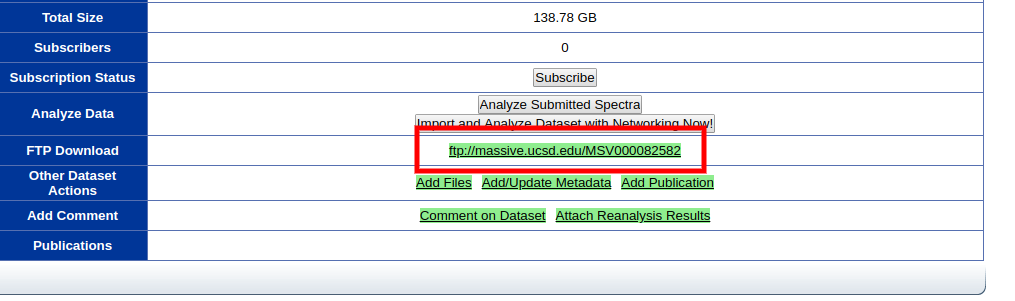 Total Size 138.78 GB
Subscribers 0
Subscription Status Subscribe
Analyze Data Analyze Submitted Spectra
Import and Analyze Dataset with Networking Now!
FTP Download ftp://massive.ucsd.edu/MSV000082582
Other Dataset Actions Add Files Add/Update Metadata Add Publication
Add Comment Comment on Dataset Attach Reanalysis Results
Publications